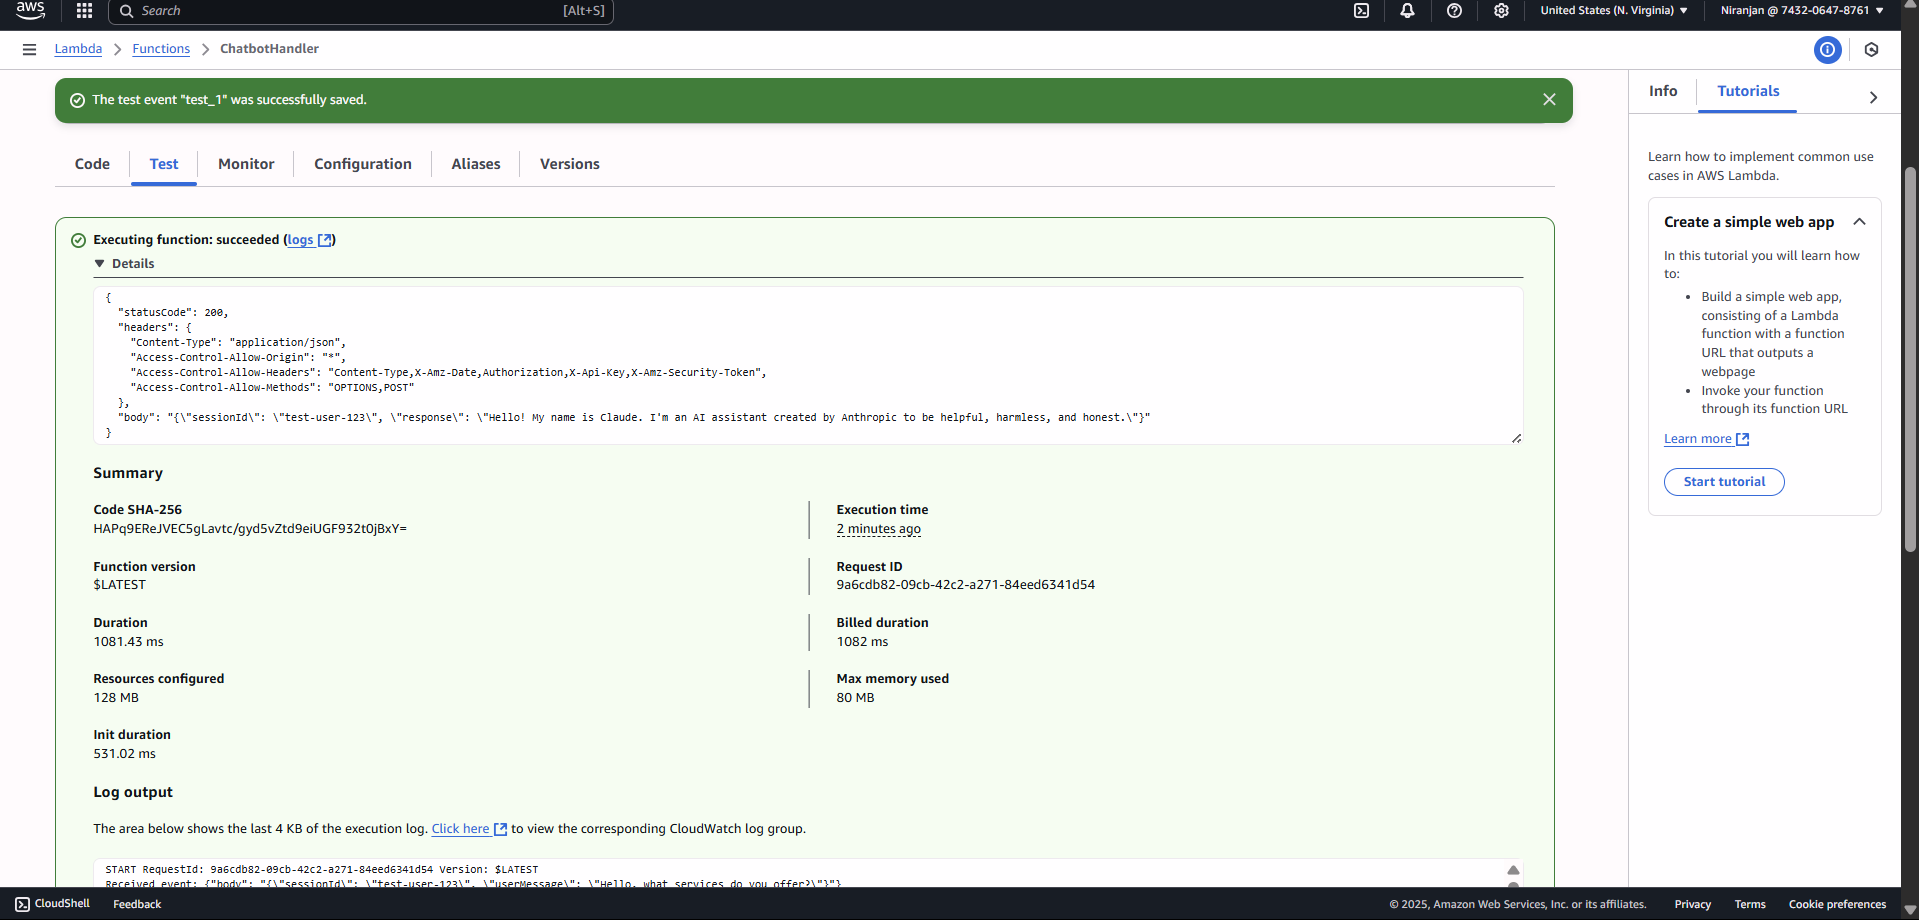 aws
Search
[Alt+S]
United States (N. Virginia)
Niranjan @ 7432-0647-8761
Lambda
Functions
ChatbotHandler
The test event "test_1" was successfully saved.
Info
Tutorials
Code
Test
Monitor
Configuration
Aliases
Versions
Learn how to implement common use
cases in AWS Lambda.
Create a simple web app
In this tutorial you will learn how
to:
• Build a simple web app,
consisting of a Lambda
function with a function
URL that outputs a
webpage
• Invoke your function
through its function URL
Learn more
Start tutorial
Executing function: succeeded (logs)
Details
{
"statusCode": 200,
"headers": {
"Content-Type": "application/json",
"Access-Control-Allow-Origin": "*",
"Access-Control-Allow-Headers": "Content-Type,X-Amz-Date,Authorization,X-Api-Key,X-Amz-Security-Token",
"Access-Control-Allow-Methods": "OPTIONS,POST"
},
"body": "{\"sessionId\": \"test-user-123\", \"response\": \"Hello! My name is Claude. I'm an AI assistant created by Anthropic to be helpful, harmless, and honest.\"}"
}
Summary
Code SHA-256
HAPq9EReJVEC5gLavtc/gyd5vZtd9eiUGF932t0jBxY=
Execution time
2 minutes ago
Function version
$LATEST
Request ID
9a6cdb82-09cb-42c2-a271-84eed6341d54
Duration
1081.43 ms
Billed duration
1082 ms
Resources configured
128 MB
Max memory used
80 MB
Init duration
531.02 ms
Log output
The area below shows the last 4 KB of the execution log. Click here to view the corresponding CloudWatch log group.
START RequestId: 9a6cdb82-09cb-42c2-a271-84eed6341d54 Version: $LATEST
Received event: {"body": "{\"sessionId\": \"test-user-123\", \"userMessage\": \"Hello, what services do you offer?\"}"}
CloudShell
Feedback
© 2025, Amazon Web Services, Inc. or its affiliates.
Privacy
Terms
Cookie preferences